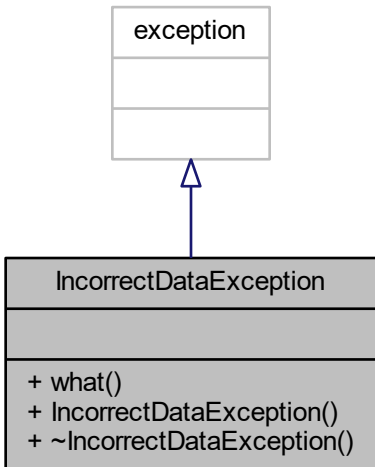 exception
IncorrectDataException
+ what()
+ IncorrectDataException()
+ ~IncorrectDataException()